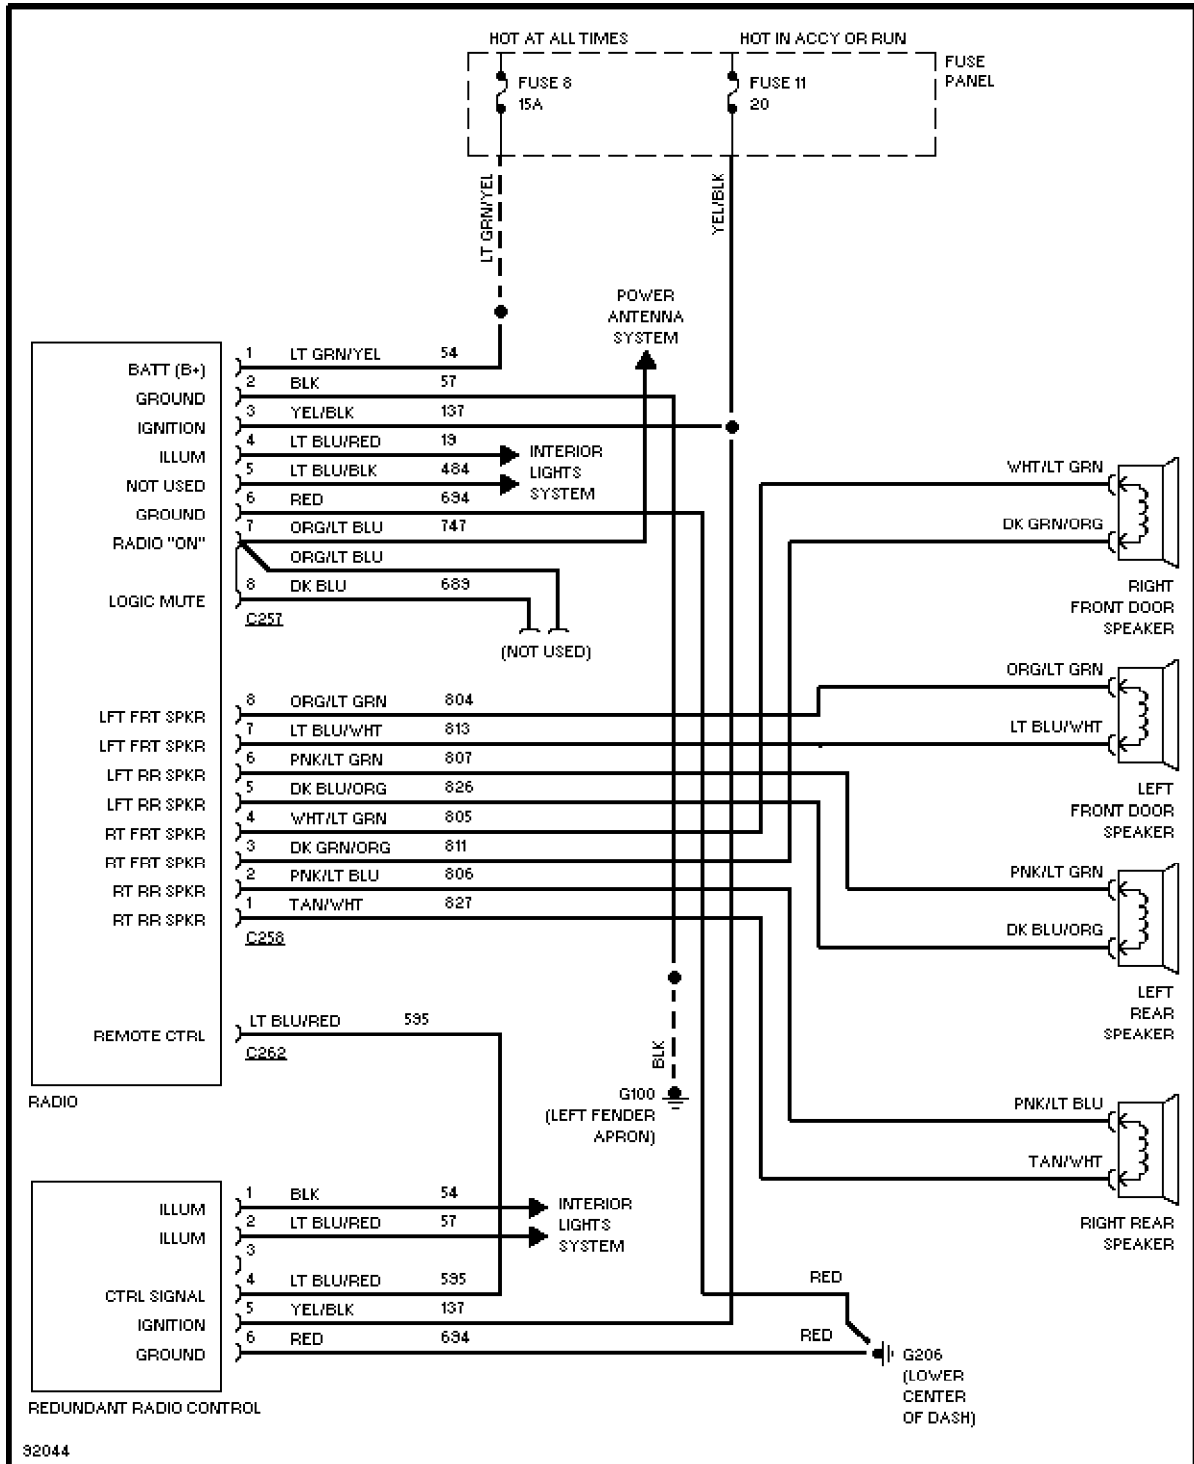 HOT AT ALL TIMES
HOT IN ACCY OR RUN
FUSE
PANEL
FUSE 8
15A
FUSE 11
20
LT GRN/YEL
YEL/BLK
POWER
ANTENNA
SYSTEM
BATT (B+) 1 LT GRN/YEL 54
GROUND 2 BLK 57
IGNITION 3 YEL/BLK 137
ILLUM 4 LT BLU/RED 19
NOT USED 5 LT BLU/BLK 484
GROUND 6 RED 694
RADIO "ON" 7 ORG/LT BLU 747
ORG/LT BLU
LOGIC MUTE 8 DK BLU 689
C257
INTERIOR
LIGHTS
SYSTEM
(NOT USED)
LFT FRT SPKR 8 ORG/LT GRN 804
LFT FRT SPKR 7 LT BLU/WHT 813
LFT RR SPKR 6 PNK/LT GRN 807
LFT RR SPKR 5 DK BLU/ORG 826
RT FRT SPKR 4 WHT/LT GRN 805
RT FRT SPKR 3 DK GRN/ORG 811
RT RR SPKR 2 PNK/LT BLU 806
RT RR SPKR 1 TAN/WHT 827
C258
REMOTE CTRL LT BLU/RED 595
C262
RADIO
WHT/LT GRN
DK GRN/ORG
RIGHT
FRONT DOOR
SPEAKER
ORG/LT GRN
LT BLU/WHT
LEFT
FRONT DOOR
SPEAKER
PNK/LT GRN
DK BLU/ORG
LEFT
REAR
SPEAKER
BLK
G100
(LEFT FENDER
APRON)
PNK/LT BLU
TAN/WHT
RIGHT REAR
SPEAKER
ILLUM 1 BLK 54
ILLUM 2 LT BLU/RED 57
3
CTRL SIGNAL 4 LT BLU/RED 595
IGNITION 5 YEL/BLK 137
GROUND 6 RED 694
INTERIOR
LIGHTS
SYSTEM
RED
RED
G206
(LOWER
CENTER
OF DASH)
REDUNDANT RADIO CONTROL
92044